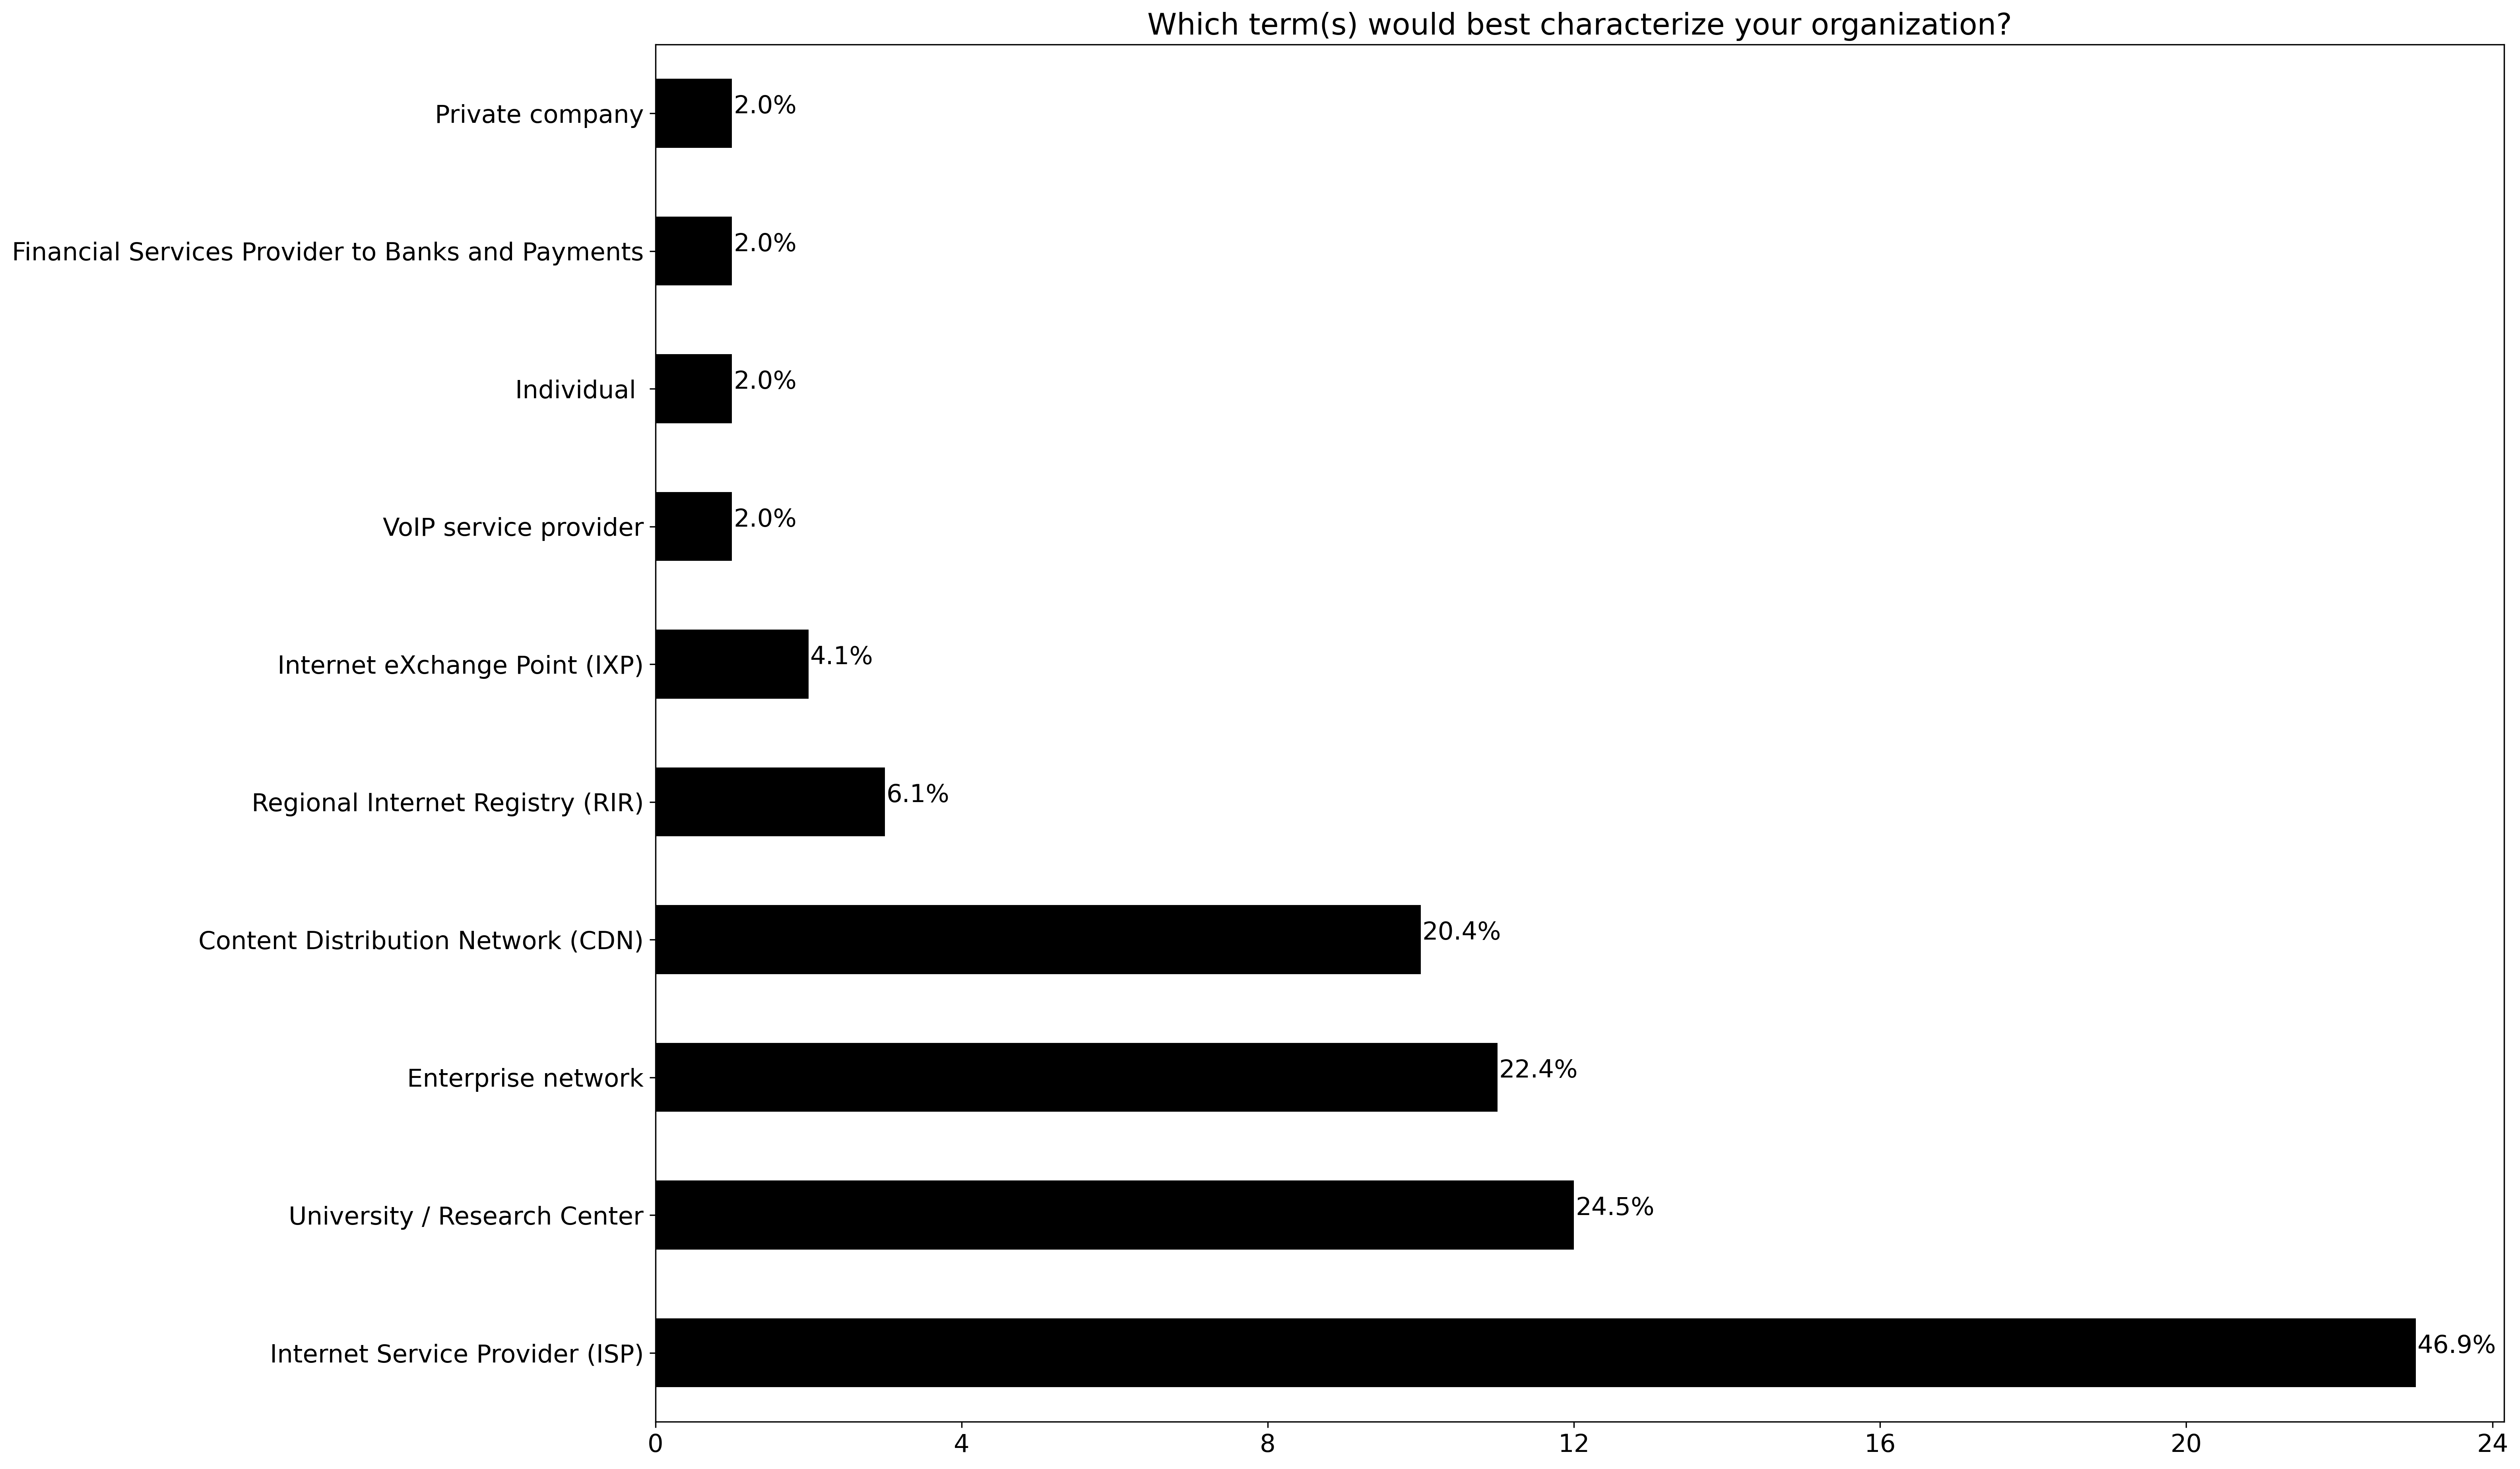 Which term(s) would best characterize your organization?
Private company
2.0%
Financial Services Provider to Banks and Payments
2.0%
Individual
2.0%
VoIP service provider
2.0%
Internet eXchange Point (IXP)
4.1%
Regional Internet Registry (RIR)
6.1%
Content Distribution Network (CDN)
20.4%
Enterprise network
22.4%
University / Research Center
24.5%
Internet Service Provider (ISP)
46.9%
0 4 8 12 16 20 24